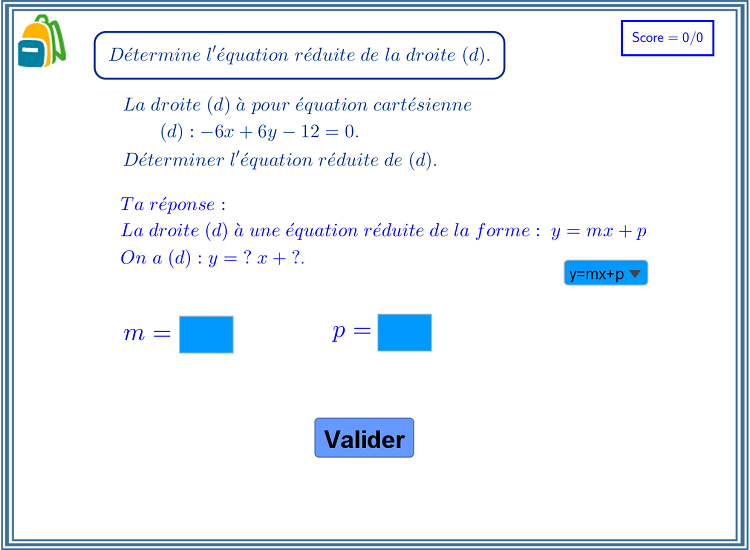 Détermine l'équation réduite de la droite (d).
Score = 0/0
La droite (d) à pour équation cartésienne
(d) : −6x + 6y − 12 = 0.
Déterminer l'équation réduite de (d).
Ta réponse :
La droite (d) à une équation réduite de la forme : y = mx + p
On a (d) : y = ? x + ?.
y=mx+p
m =
p =
Valider